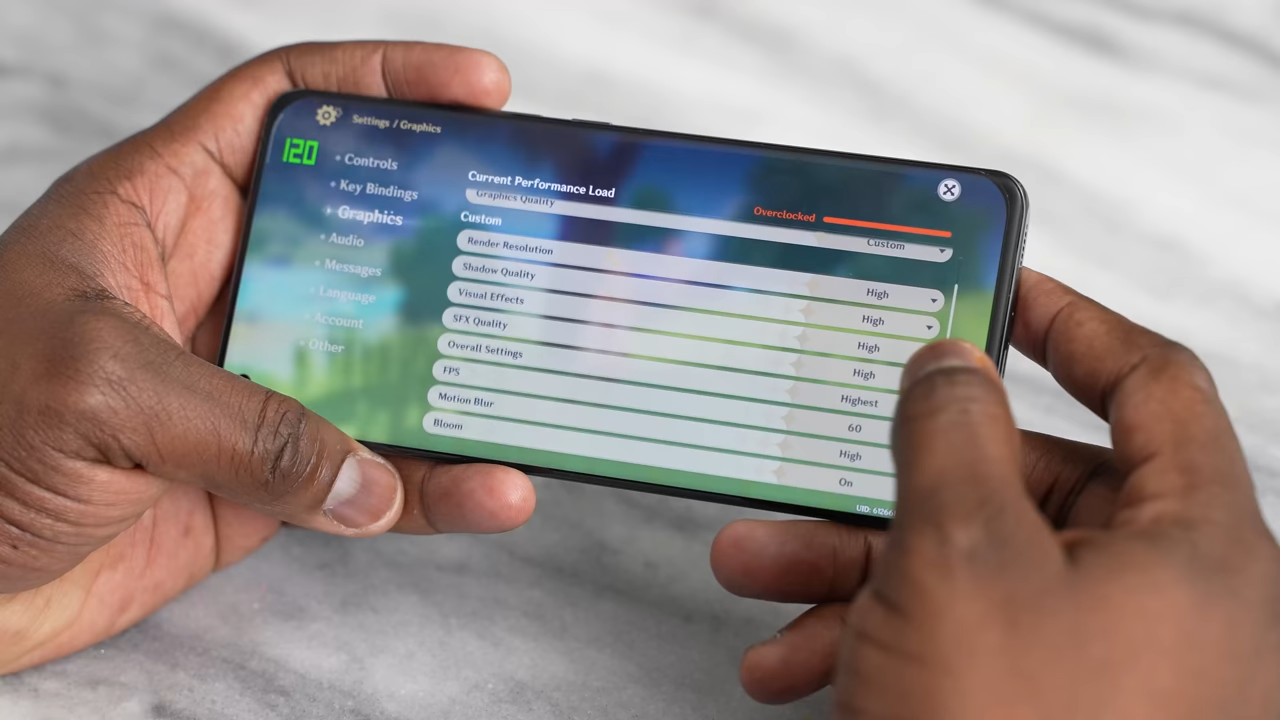 Settings / Graphics
120
Controls
Key Bindings
Graphics
Audio
Messages
Language
Account
Other
Current Performance Load
Overclocked
Graphics Quality
Custom
Custom
Render Resolution
High
Shadow Quality
High
Visual Effects
High
SFX Quality
High
Overall Settings
Highest
FPS
60
Motion Blur
High
Bloom
On
UID: 61266